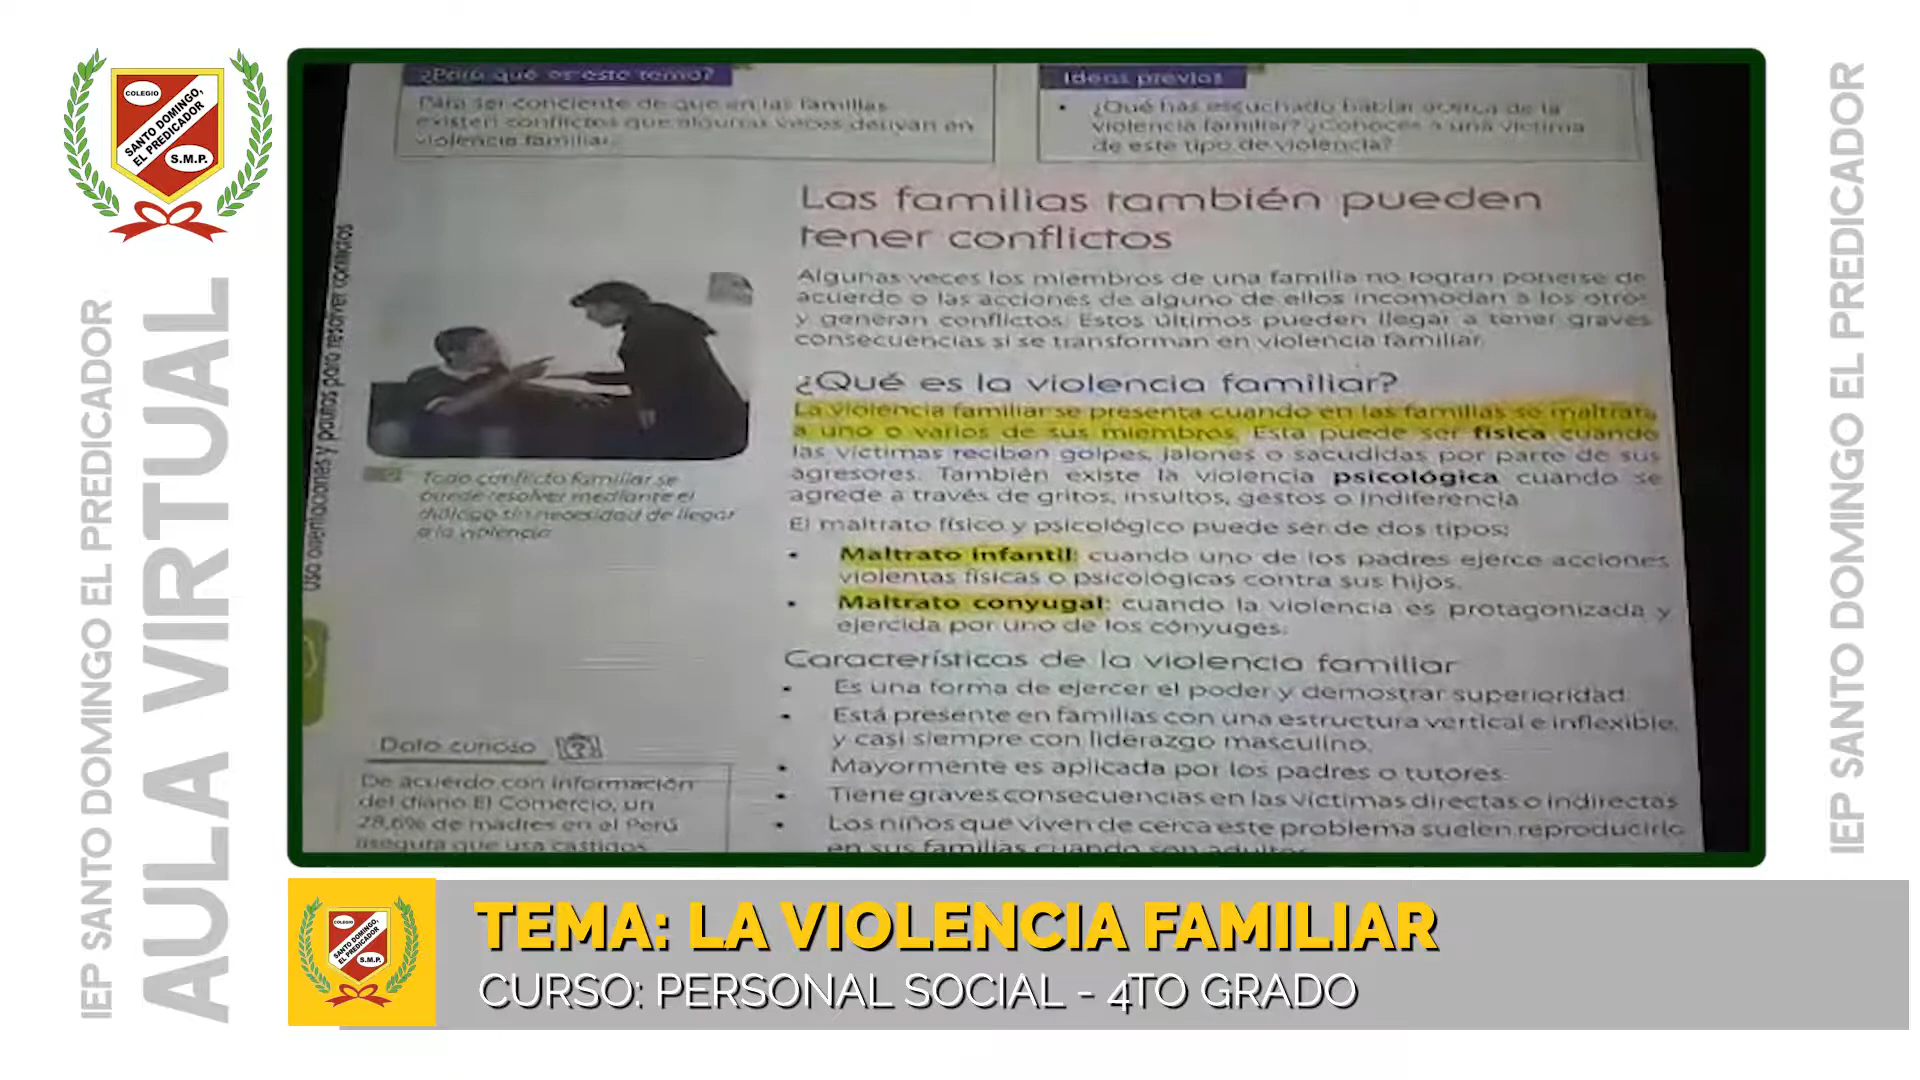 COLEGIO
SANTO DOMINGO,
EL PREDICADOR
S.M.P.
IEP SANTO DOMINGO EL PREDICADOR
AULA VIRTUAL
¿Para qué es este tema?
Para ser conciente de que en las familias
existen conflictos que algunas veces derivan en
violencia familiar.
Ideas previas
• ¿Qué has escuchado hablar acerca de la
violencia familiar? ¿Conoces a una víctima
de este tipo de violencia?
Uso orientaciones y pautas para resolver conflictos
Las familias también pueden
tener conflictos
Algunas veces los miembros de una familia no logran ponerse de
acuerdo o las acciones de alguno de ellos incomodan a los otros
y generan conflictos. Estos últimos pueden llegar a tener graves
consecuencias si se transforman en violencia familiar.
¿Qué es la violencia familiar?
La violencia familiar se presenta cuando en las familias se maltrata
a uno o varios de sus miembros. Esta puede ser física cuando
las víctimas reciben golpes, jalones o sacudidas por parte de sus
agresores. También existe la violencia psicológica cuando se
agrede a través de gritos, insultos, gestos o indiferencia.
El maltrato físico y psicológico puede ser de dos tipos:
• Maltrato infantil: cuando uno de los padres ejerce acciones
violentas físicas o psicológicas contra sus hijos.
• Maltrato conyugal: cuando la violencia es protagonizada y
ejercida por uno de los cónyuges.
Características de la violencia familiar
• Es una forma de ejercer el poder y demostrar superioridad.
• Está presente en familias con una estructura vertical e inflexible,
y casi siempre con liderazgo masculino.
• Mayormente es aplicada por los padres o tutores.
• Tiene graves consecuencias en las víctimas directas o indirectas
• Los niños que viven de cerca este problema suelen reproducirlo
en sus familias cuando son adultos.
Todo conflicto familiar se
puede resolver mediante el
diálogo sin necesidad de llegar
a la violencia
Dato curioso
De acuerdo con información
del diario El Comercio, un
28,6% de madres en el Perú
asegura que usa castigos
IEP SANTO DOMINGO EL PREDICADOR
COLEGIO
SANTO DOMINGO,
EL PREDICADOR
S.M.P.
TEMA: LA VIOLENCIA FAMILIAR
CURSO: PERSONAL SOCIAL - 4TO GRADO